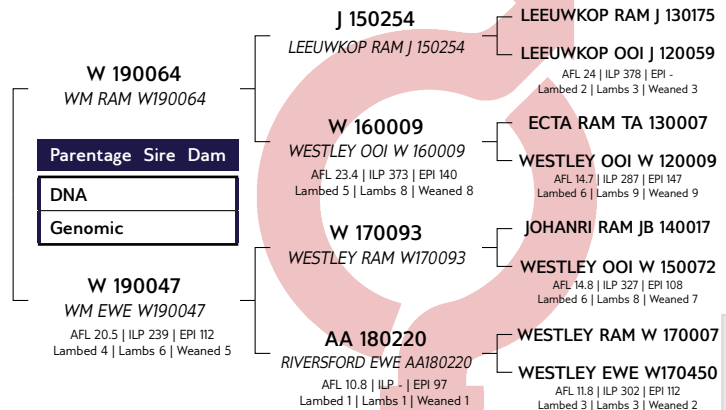 W 190064
WM RAM W190064
Parentage Sire Dam
DNA
Genomic
W 190047
WM EWE W190047
AFL 20.5 | ILP 239 | EPI 112
Lambed 4 | Lambs 6 | Weaned 5
J 150254
LEEUWKOP RAM J 150254
W 160009
WESTLEY OOI W 160009
AFL 23.4 | ILP 373 | EPI 140
Lambed 5 | Lambs 8 | Weaned 8
W 170093
WESTLEY RAM W170093
AA 180220
RIVERSFORD EWE AA180220
AFL 10.8 | ILP - | EPI 97
Lambed 1 | Lambs 1 | Weaned 1
LEEUWKOP RAM J 130175
LEEUWKOP OOI J 120059
AFL 24 | ILP 378 | EPI -
Lambed 2 | Lambs 3 | Weaned 3
ECTA RAM TA 130007
WESTLEY OOI W 120009
AFL 14.7 | ILP 287 | EPI 147
Lambed 6 | Lambs 9 | Weaned 9
JOHANRI RAM JB 140017
WESTLEY OOI W 150072
AFL 14.8 | ILP 327 | EPI 108
Lambed 6 | Lambs 8 | Weaned 7
WESTLEY RAM W 170007
WESTLEY EWE W170450
AFL 11.8 | ILP 302 | EPI 112
Lambed 3 | Lambs 3 | Weaned 2